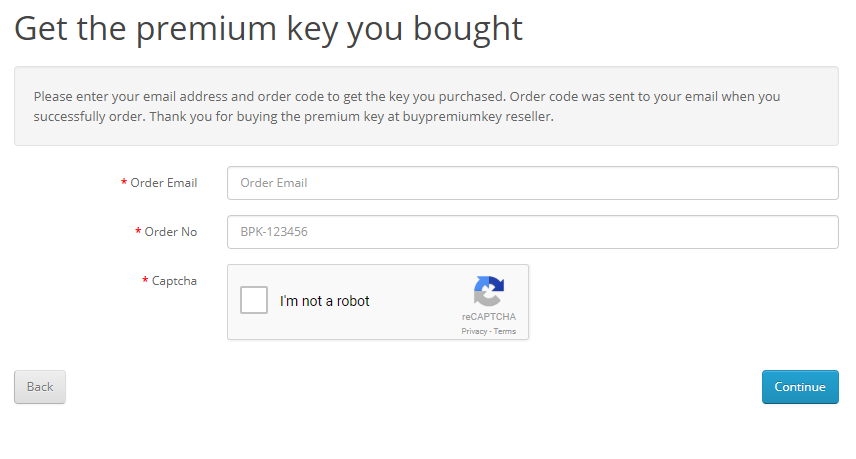 Get the premium key you bought
Please enter your email address and order code to get the key you purchased. Order code was sent to your email when you
successfully order. Thank you for buying the premium key at buypremiumkey reseller.
* Order Email
Order Email
* Order No
BPK-123456
* Captcha
I'm not a robot
reCAPTCHA
Privacy - Terms
Back
Continue